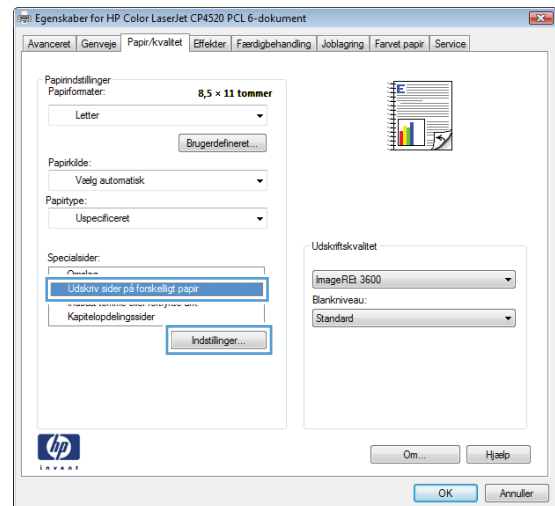 Egenskaber for HP Color LaserJet CP4520 PCL 6-dokument
Avanceret Genveje Papir/kvalitet Effekter Færdigbehandling Joblagring Farvet papir Service
Papirindstillinger
Papirformater: 8,5 × 11 tommer
Letter
Brugerdefineret...
Papirkilde:
Vælg automatisk
Papirtype:
Uspecificeret
Specialsider:
Omslag
Udskriv sider på forskelligt papir
Kapitelopdelingssider
Indstillinger...
E
Udskriftskvalitet
ImageREt 3600
Blankniveau:
Standard
hp
invent
Om... Hjælp
OK Annuller